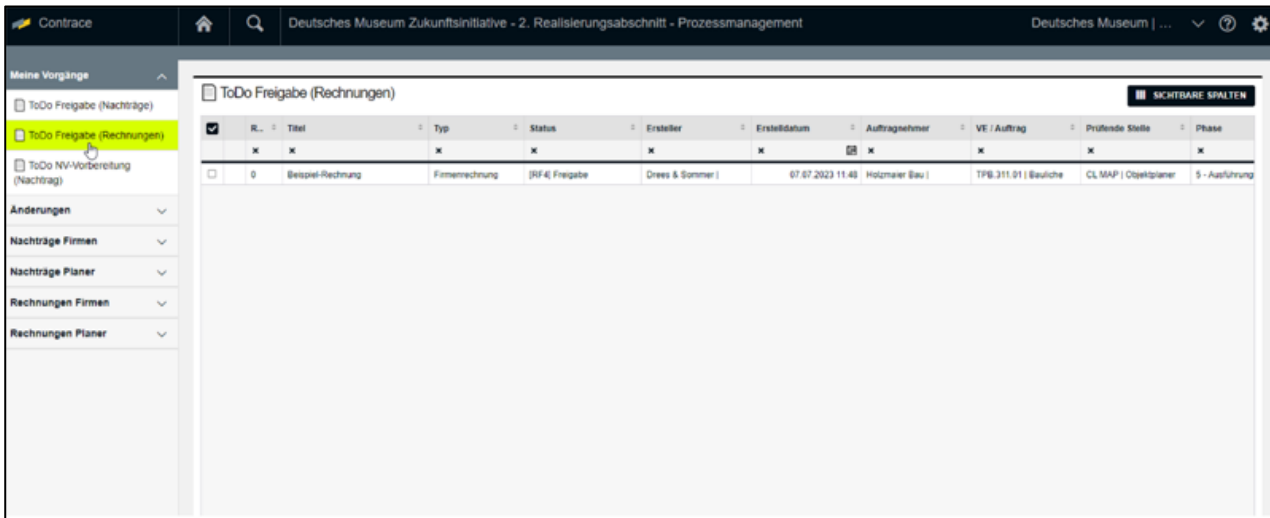 Contrace
Deutsches Museum Zukunftsinitiative - 2. Realisierungsabschnitt - Prozessmanagement
Deutsches Museum | ...
Meine Vorgänge
ToDo Freigabe (Nachträge)
ToDo Freigabe (Rechnungen)
ToDo NV-Vorbereitung
(Nachtrag)
Änderungen
Nachträge Firmen
Nachträge Planer
Rechnungen Firmen
Rechnungen Planer
ToDo Freigabe (Rechnungen)
SICHTBARE SPALTEN
R... Titel Typ Status Ersteller Erstelldatum Auftragnehmer VE / Auftrag Prüfende Stelle Phase
0 Beispiel-Rechnung Firmenrechnung [RF4] Freigabe Drees & Sommer | 07.07.2023 11:48 Holzmaier Bau | TPB.311.01 | Bauliche CL MAP | Objektplaner 5 - Ausführung